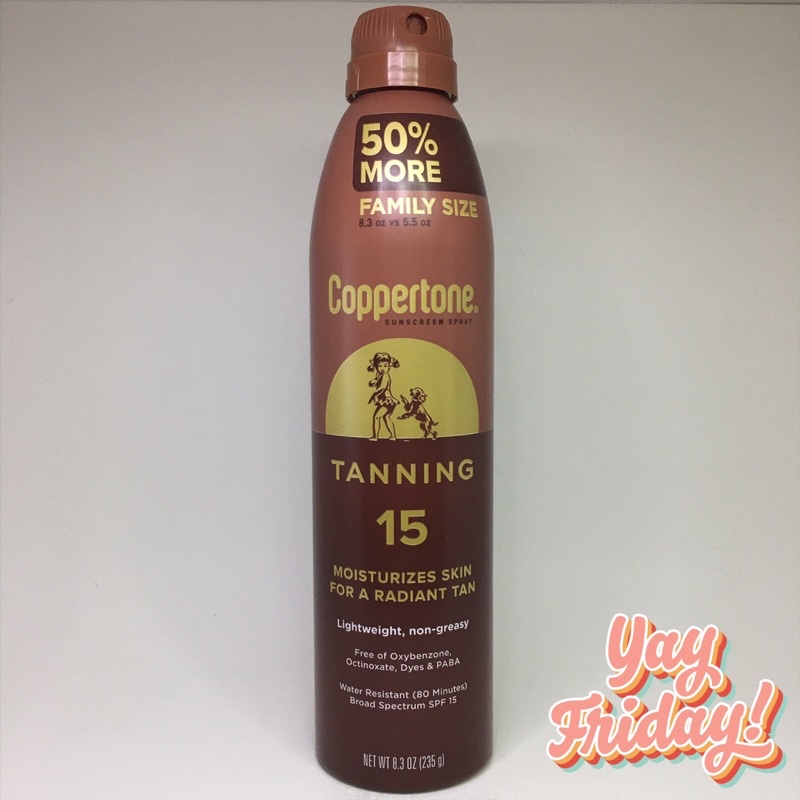 50%
MORE
FAMILY SIZE
8.3 oz vs 5.5 oz
Coppertone.
SUNSCREEN SPRAY
TANNING
15
MOISTURIZES SKIN
FOR A RADIANT TAN
Lightweight, non-greasy
Free of Oxybenzone,
Octinoxate, Dyes & PABA
Water Resistant (80 Minutes)
Broad Spectrum SPF 15
NET WT 8.3 OZ (235 g)
Yay
Friday!